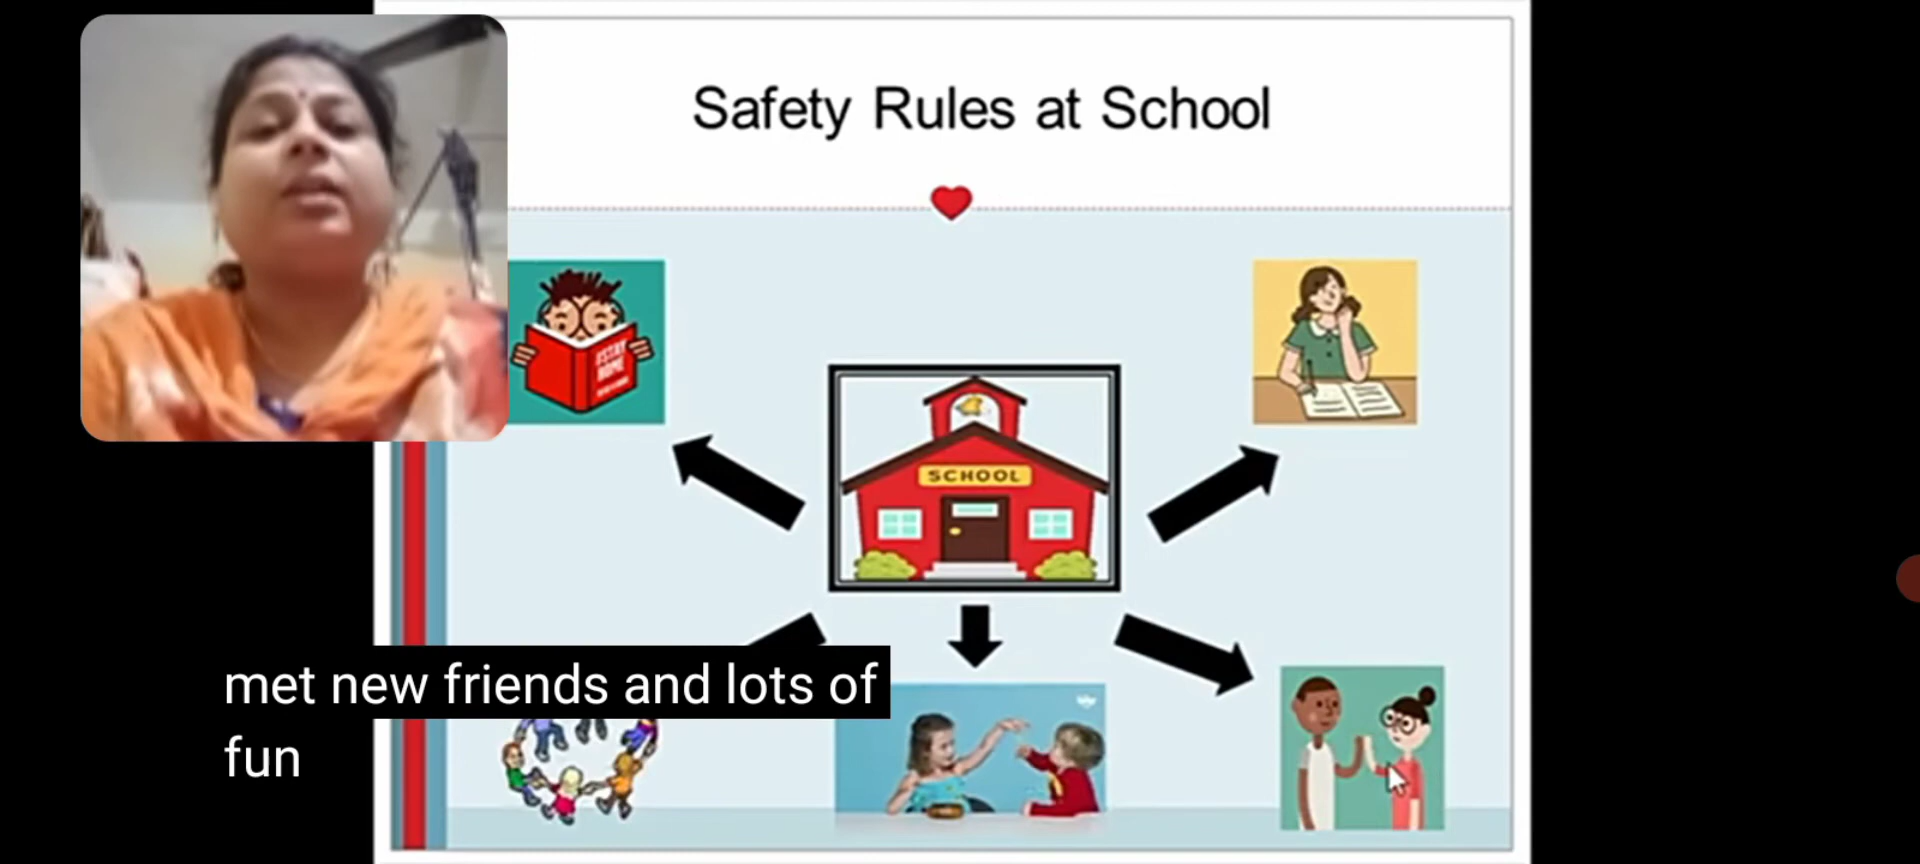 Safety Rules at School
SCHOOL
met new friends and lots of
fun